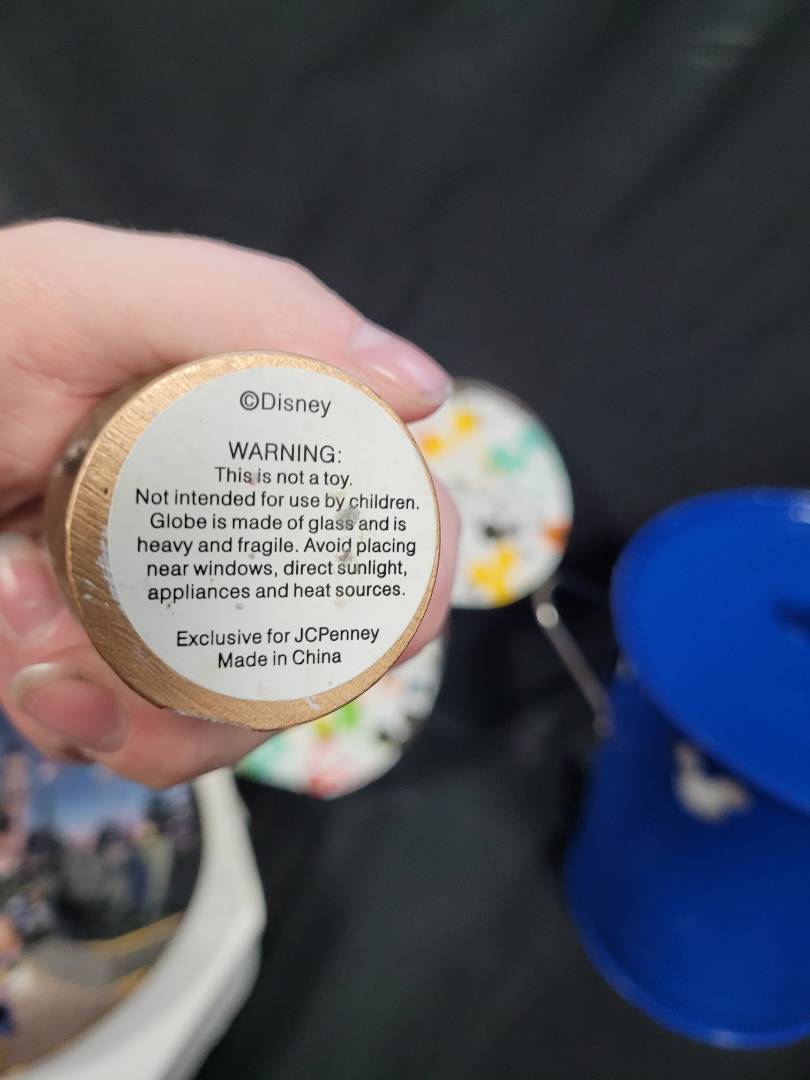 ©Disney
WARNING:
This is not a toy.
Not intended for use by children.
Globe is made of glass and is
heavy and fragile. Avoid placing
near windows, direct sunlight,
appliances and heat sources.
Exclusive for JCPenney
Made in China